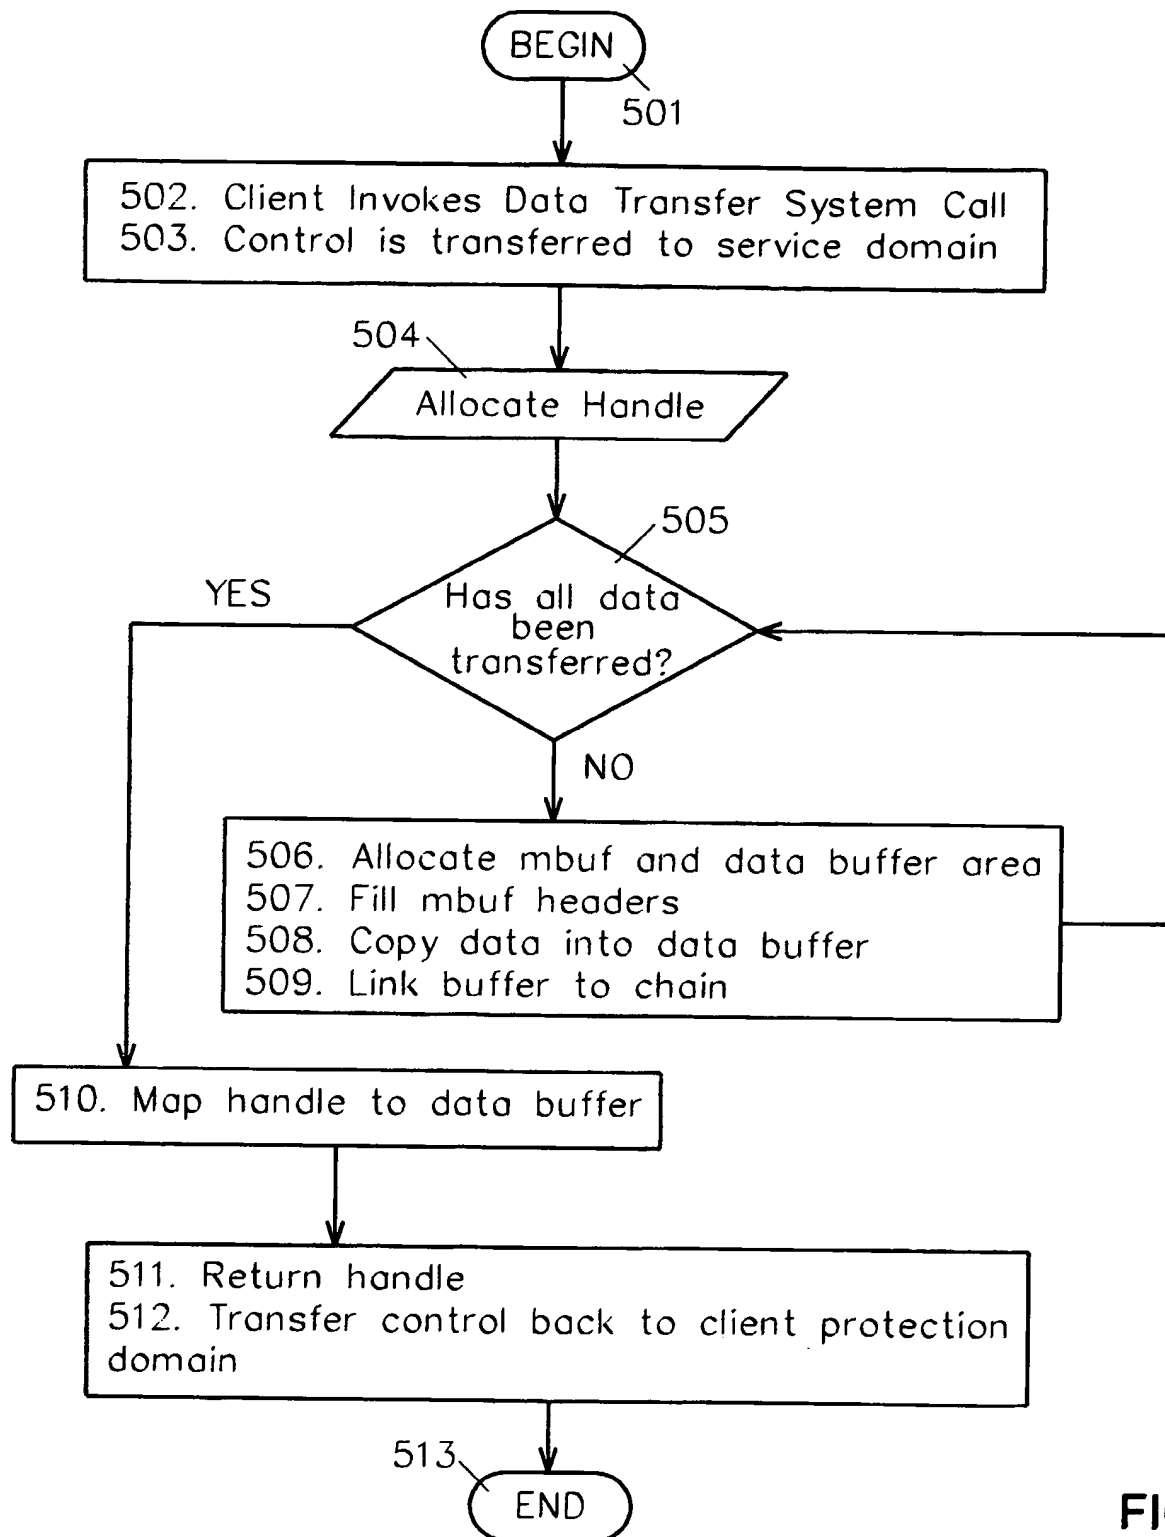 BEGIN
501
502. Client Invokes Data Transfer System Call
503. Control is transferred to service domain
504
Allocate Handle
505
YES
Has all data
been
transferred?
NO
506. Allocate mbuf and data buffer area
507. Fill mbuf headers
508. Copy data into data buffer
509. Link buffer to chain
510. Map handle to data buffer
511. Return handle
512. Transfer control back to client protection
domain
513
END